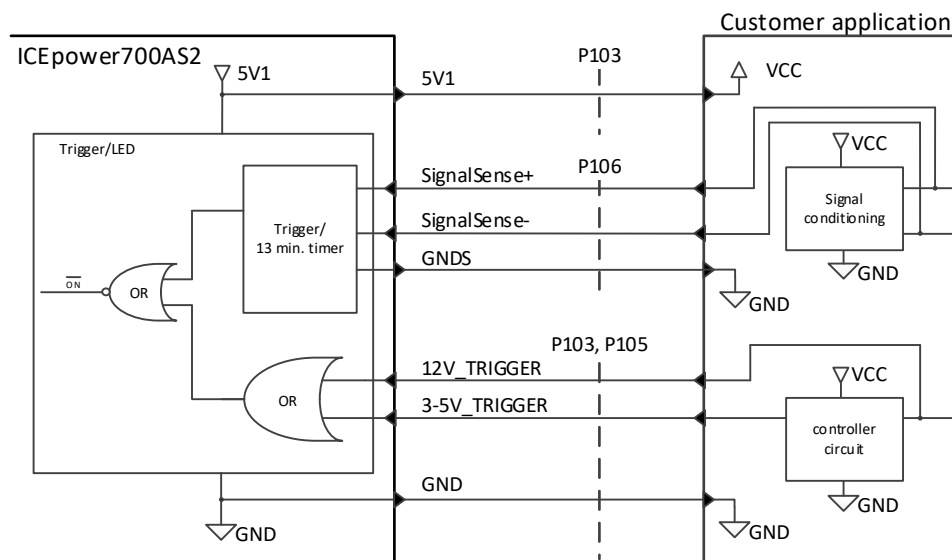 Customer application
ICEpower700AS2
P103
5V1
5V1
VCC
Trigger/LED
SignalSense+
P106
VCC
Trigger/
13 min. timer
SignalSense-
Signal
conditioning
GNDS
GND
ON
OR
GND
P103, P105
12V_TRIGGER
VCC
OR
3-5V_TRIGGER
controller
circuit
GND
GND
GND
GND